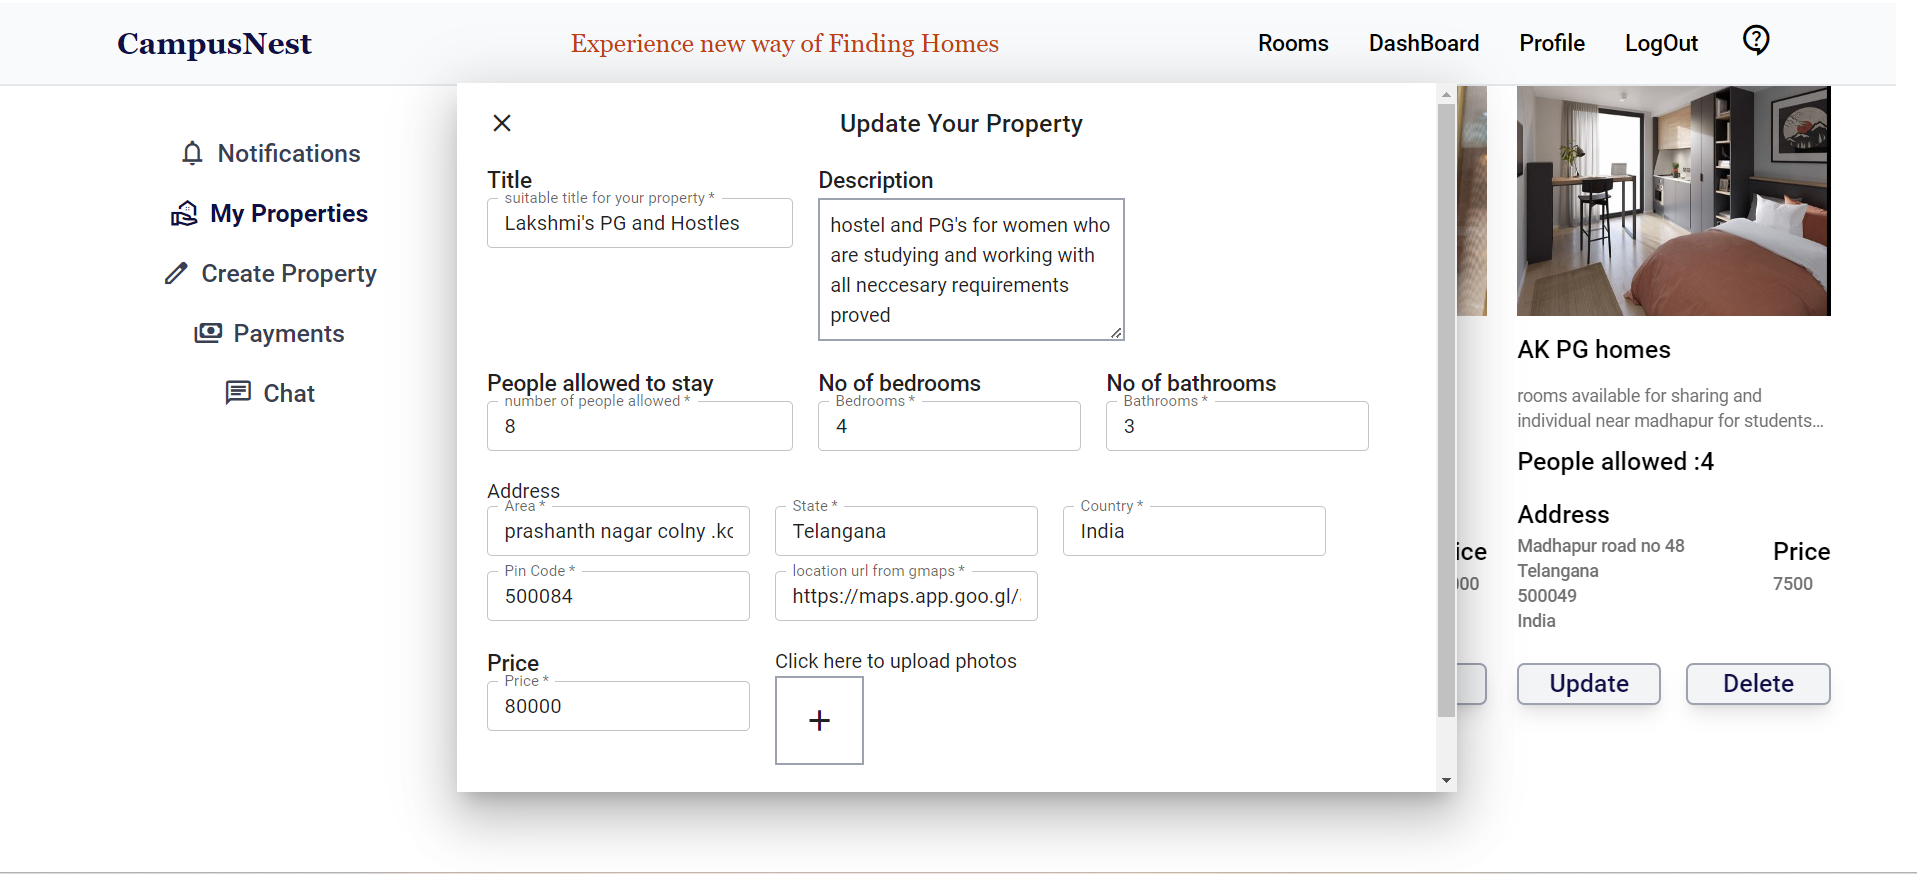 CampusNest
Experience new way of Finding Homes
Rooms
DashBoard
Profile
LogOut
Notifications
My Properties
Create Property
Payments
Chat
Update Your Property
Title
suitable title for your property *
Lakshmi's PG and Hostles
Description
hostel and PG's for women who
are studying and working with
all neccesary requirements
proved
People allowed to stay
number of people allowed *
8
No of bedrooms
Bedrooms *
4
No of bathrooms
Bathrooms *
3
Address
Area *
prashanth nagar colny
State *
Telangana
Country *
India
Pin Code *
500084
location url from gmaps *
https://maps.app.goo.gl/
Price
Price *
80000
Click here to upload photos
AK PG homes
rooms available for sharing and
individual near madhapur for students...
People allowed :4
Address
Madhapur road no 48
Telangana
500049
India
Price
7500
Update
Delete